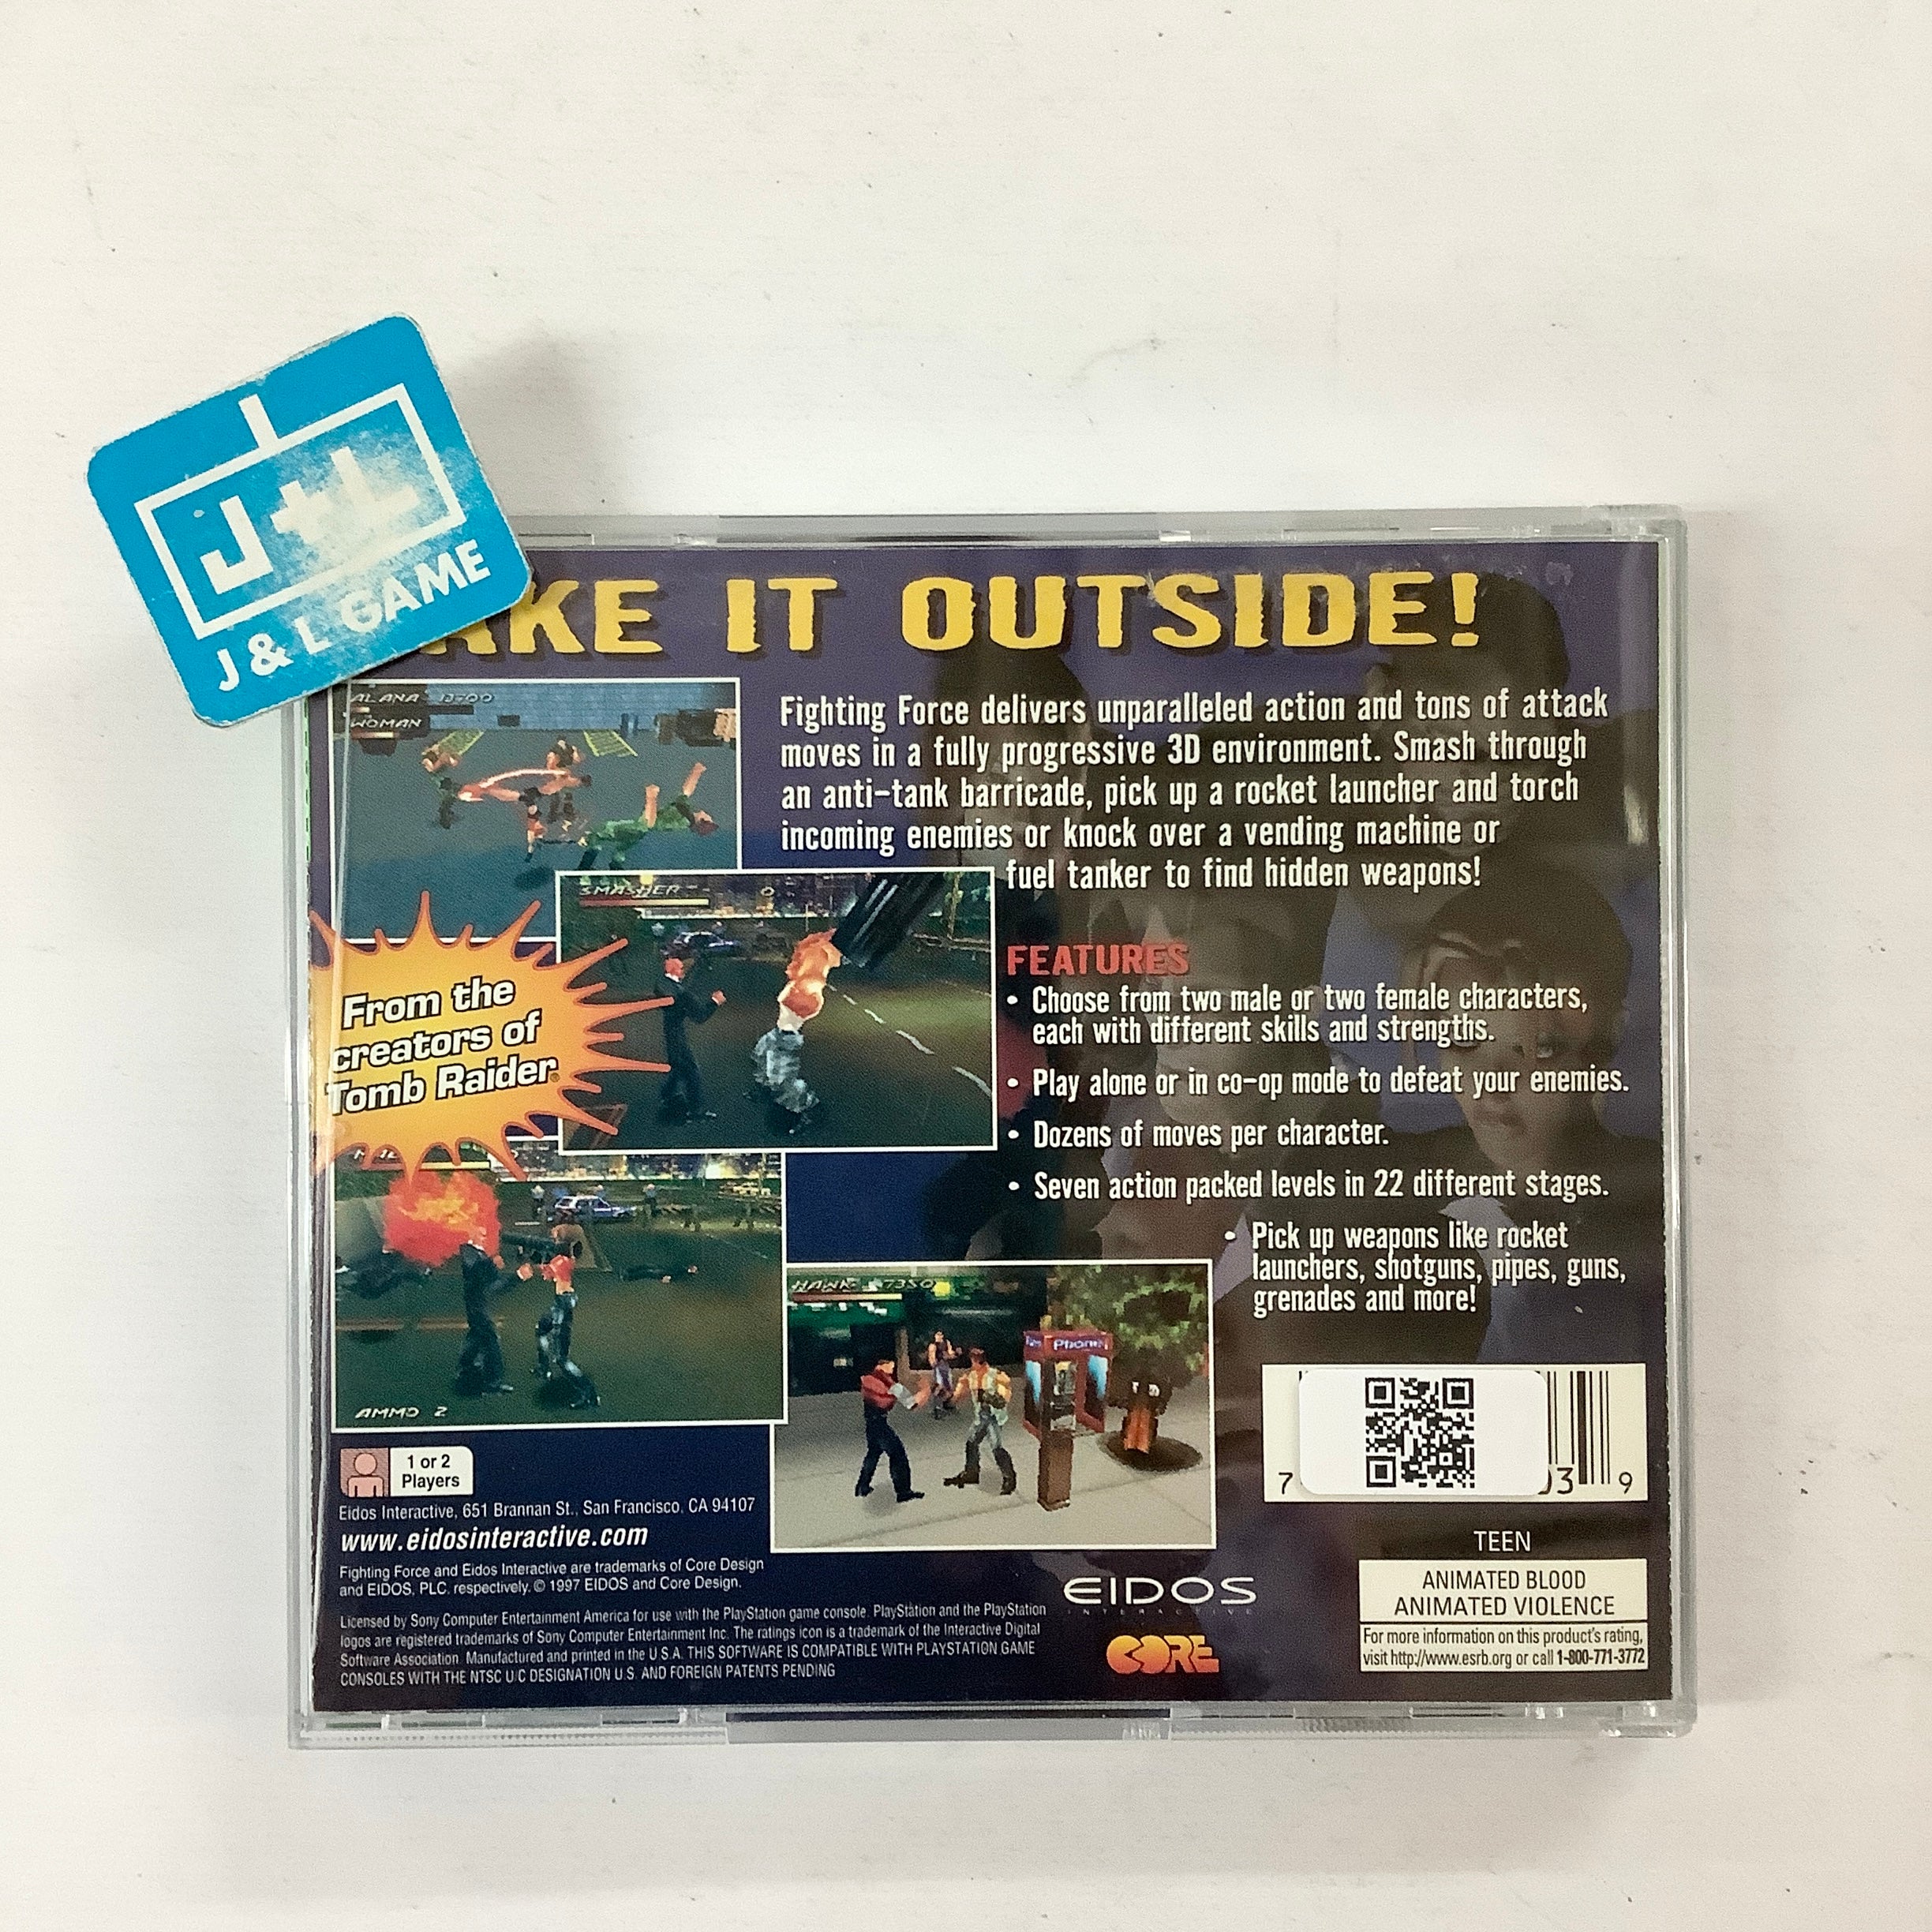 J+L
J & L GAME
AKE IT OUTSIDE!
ALANA 13700
WOMAN
Fighting Force delivers unparalleled action and tons of attack
moves in a fully progressive 3D environment. Smash through
an anti-tank barricade, pick up a rocket launcher and torch
incoming enemies or knock over a vending machine or
fuel tanker to find hidden weapons!
SMASHER 0
From the
creators of
Tomb Raider®
FEATURES
• Choose from two male or two female characters,
each with different skills and strengths.
• Play alone or in co-op mode to defeat your enemies.
• Dozens of moves per character.
• Seven action packed levels in 22 different stages.
• Pick up weapons like rocket
launchers, shotguns, pipes, guns,
grenades and more!
AMMO 2
HAWK 7350
Phone
7 03 9
1 or 2
Players
Eidos Interactive, 651 Brannan St., San Francisco, CA 94107
www.eidosinteractive.com
Fighting Force and Eidos Interactive are trademarks of Core Design
and EIDOS, PLC. respectively. © 1997 EIDOS and Core Design.
Licensed by Sony Computer Entertainment America for use with the PlayStation game console. PlayStation and the PlayStation
logos are registered trademarks of Sony Computer Entertainment Inc. The ratings icon is a trademark of the Interactive Digital
Software Association. Manufactured and printed in the U.S.A. THIS SOFTWARE IS COMPATIBLE WITH PLAYSTATION GAME
CONSOLES WITH THE NTSC U/C DESIGNATION U.S. AND FOREIGN PATENTS PENDING
EIDOS
INTERACTIVE
CORE
TEEN
ANIMATED BLOOD
ANIMATED VIOLENCE
For more information on this product's rating,
visit http://www.esrb.org or call 1-800-771-3772